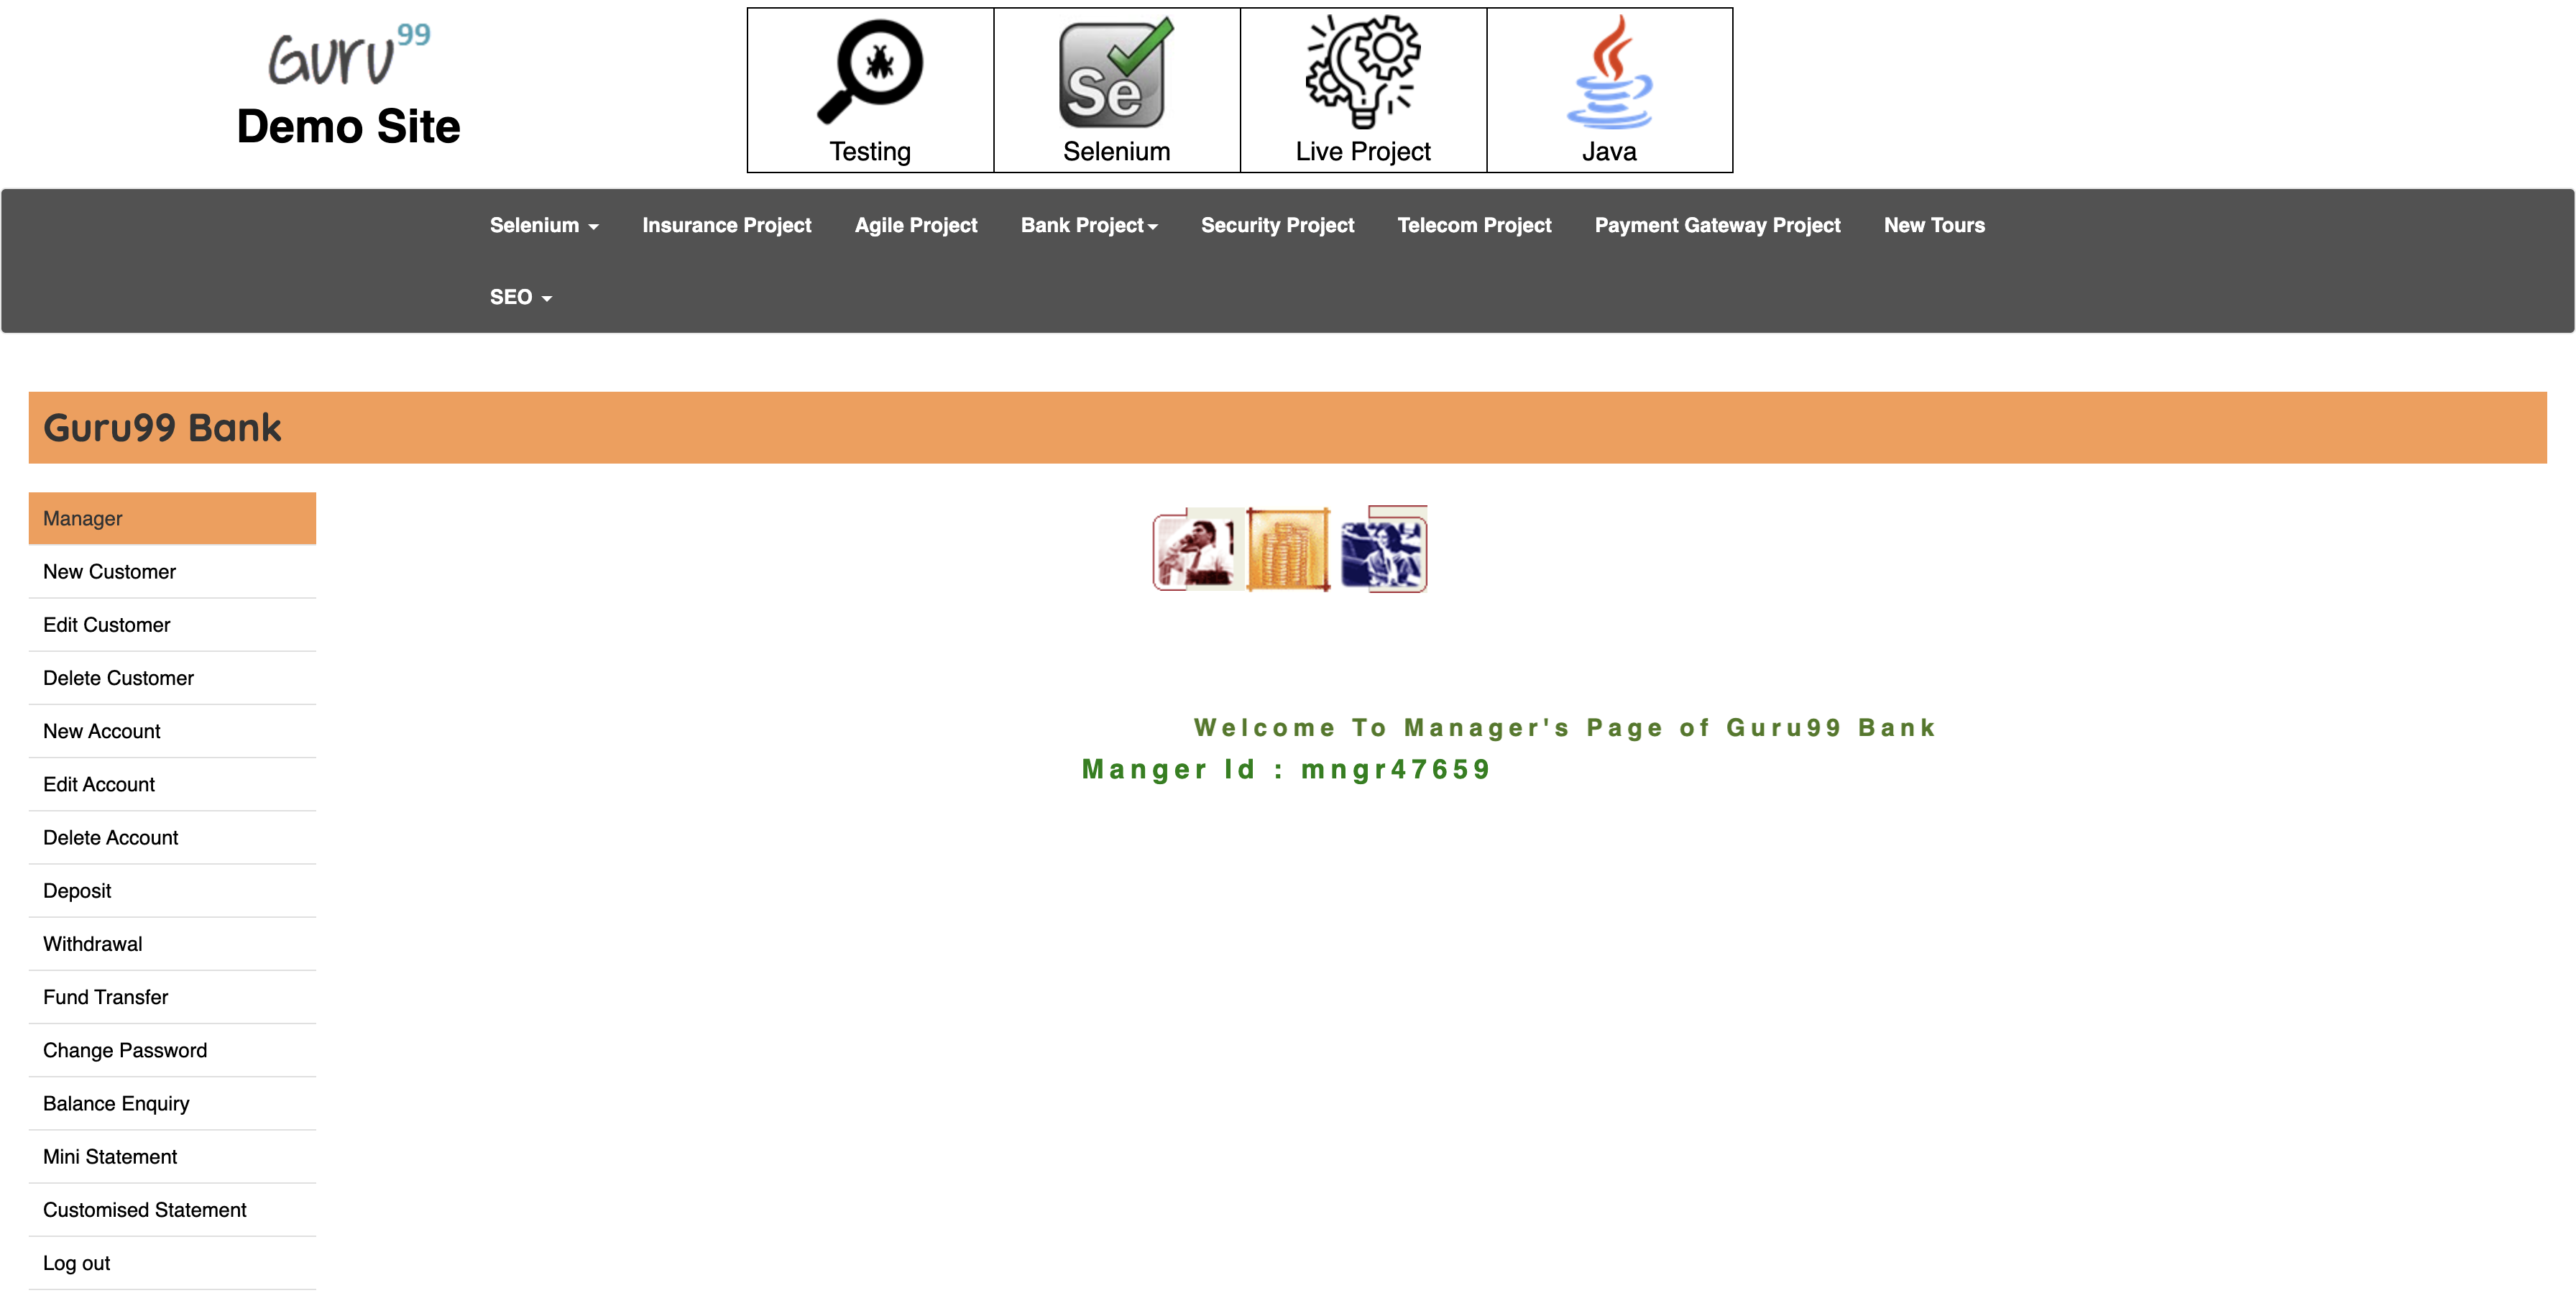 Guru99
Demo Site
Testing
Se
Selenium
Live Project
Java
Selenium Insurance Project Agile Project Bank Project Security Project Telecom Project Payment Gateway Project New Tours
SEO
Guru99 Bank
Manager
New Customer
Edit Customer
Delete Customer
New Account
Edit Account
Delete Account
Deposit
Withdrawal
Fund Transfer
Change Password
Balance Enquiry
Mini Statement
Customised Statement
Log out
Welcome To Manager's Page of Guru99 Bank
Manger Id : mngr47659